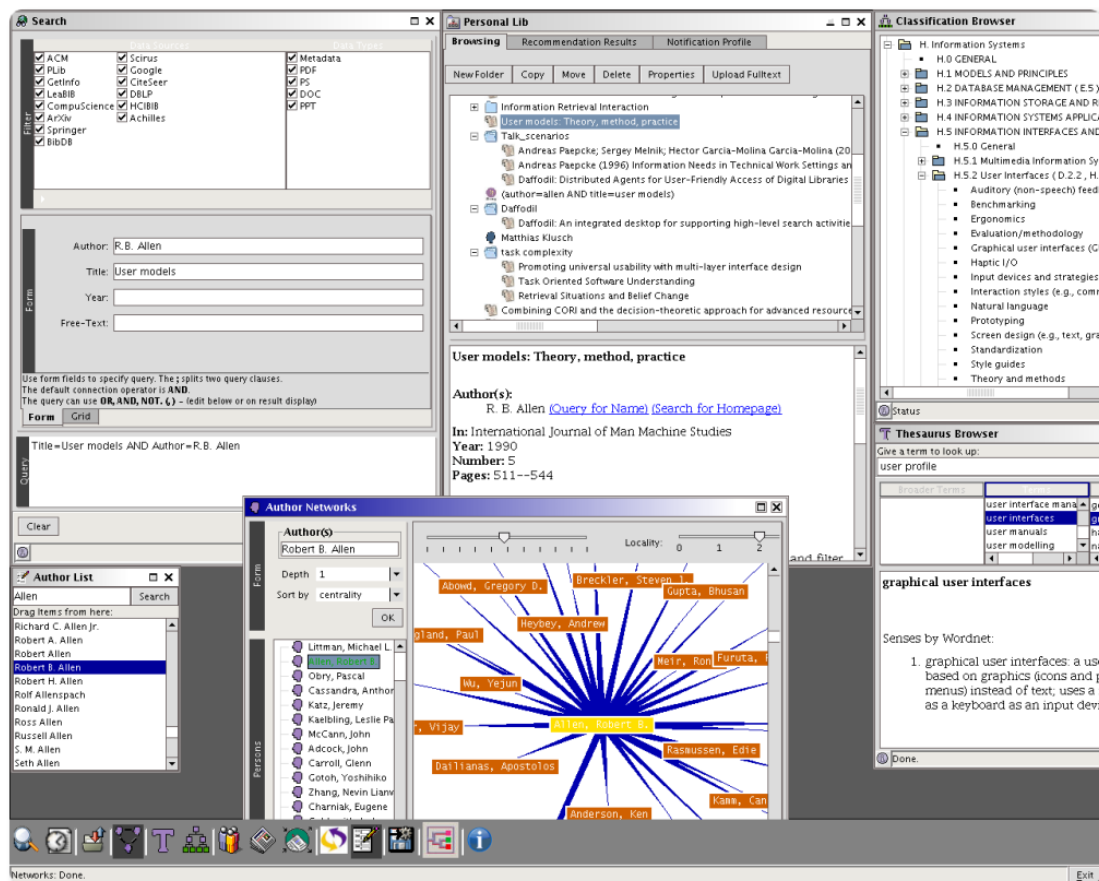 Search
Data Sources
Data Types
Filter
ACM
PLib
GetInfo
LeaBIB
CompuScience
ArXiv
Springer
BibDB
Scirus
Google
CiteSeer
DBLP
HCIBIB
Achilles
Metadata
PDF
PS
DOC
PPT
Form
Author: R.B. Allen
Title: User models
Year:
Free-Text:
Use form fields to specify query. The ; splits two query clauses.
The default connection operator is AND.
The query can use OR, AND, NOT. (, ) - (edit below or on result display)
Form Grid
Query
Title=User models AND Author=R.B. Allen
Clear
Author List
Allen Search
Drag Items from here:
Richard C. Allen Jr.
Robert A. Allen
Robert Allen
Robert B. Allen
Robert H. Allen
Rolf Allenspach
Ronald J. Allen
Ross Allen
Russell Allen
S. M. Allen
Seth Allen
Personal Lib
Browsing Recommendation Results Notification Profile
New Folder Copy Move Delete Properties Upload Fulltext
Information Retrieval Interaction
User models: Theory, method, practice
Talk_scenarios
Andreas Paepcke; Sergey Melnik; Hector Garcia-Molina Garcia-Molina (20
Andreas Paepcke (1996) Information Needs in Technical Work Settings an
Daffodil: Distributed Agents for User-Friendly Access of Digital Libraries
(author=allen AND title=user models)
Daffodil
Daffodil: An integrated desktop for supporting high-level search activitie
Matthias Klusch
task complexity
Promoting universal usability with multi-layer interface design
Task Oriented Software Understanding
Retrieval Situations and Belief Change
Combining CORI and the decision-theoretic approach for advanced resource
User models: Theory, method, practice
Author(s):
R. B. Allen (Query for Name) (Search for Homepage)
In: International Journal of Man Machine Studies
Year: 1990
Number: 5
Pages: 511--544
and filter
Author Networks
Form
Author(s)
Robert B. Allen
Depth 1
Sort by centrality
OK
Locality: 0 1 2
Persons
Littman, Michael L.
Allen, Robert B.
Obry, Pascal
Cassandra, Anthon
Katz, Jeremy
Kaelbling, Leslie Pa
McCann, John
Adcock, John
Carroll, Glenn
Gotoh, Yoshihiko
Zhang, Nevin Lianw
Charniak, Eugene
Abowd, Gregory D.
Breckler, Steven J.
Gupta, Bhusan
Heybey, Andrew
gland, Paul
Meir, Ron
Furuta, R
Wu, Yejun
Allen, Robert B.
r, Vijay
Rasmussen, Edie
Dailianas, Apostolos
Kamm, Can
Anderson, Ken
Classification Browser
H. Information Systems
H.0 GENERAL
H.1 MODELS AND PRINCIPLES
H.2 DATABASE MANAGEMENT ( E.5 )
H.3 INFORMATION STORAGE AND RE
H.4 INFORMATION SYSTEMS APPLICA
H.5 INFORMATION INTERFACES AND
H.5.0 General
H.5.1 Multimedia Information Sy
H.5.2 User Interfaces ( D.2.2 , H.
Auditory (non-speech) feedl
Benchmarking
Ergonomics
Evaluation/methodology
Graphical user interfaces (G
Haptic I/O
Input devices and strategies
Interaction styles (e.g., comm
Natural language
Prototyping
Screen design (e.g., text, gra
Standardization
Style guides
Theory and methods
Status
Thesaurus Browser
Give a term to look up:
user profile
Broader Terms
user interface mana
user interfaces
user manuals
user modelling
graphical user interfaces
Senses by Wordnet:
1. graphical user interfaces: a use
based on graphics (icons and p
menus) instead of text; uses a
as a keyboard as an input devi
Done.
Networks: Done.
Exit